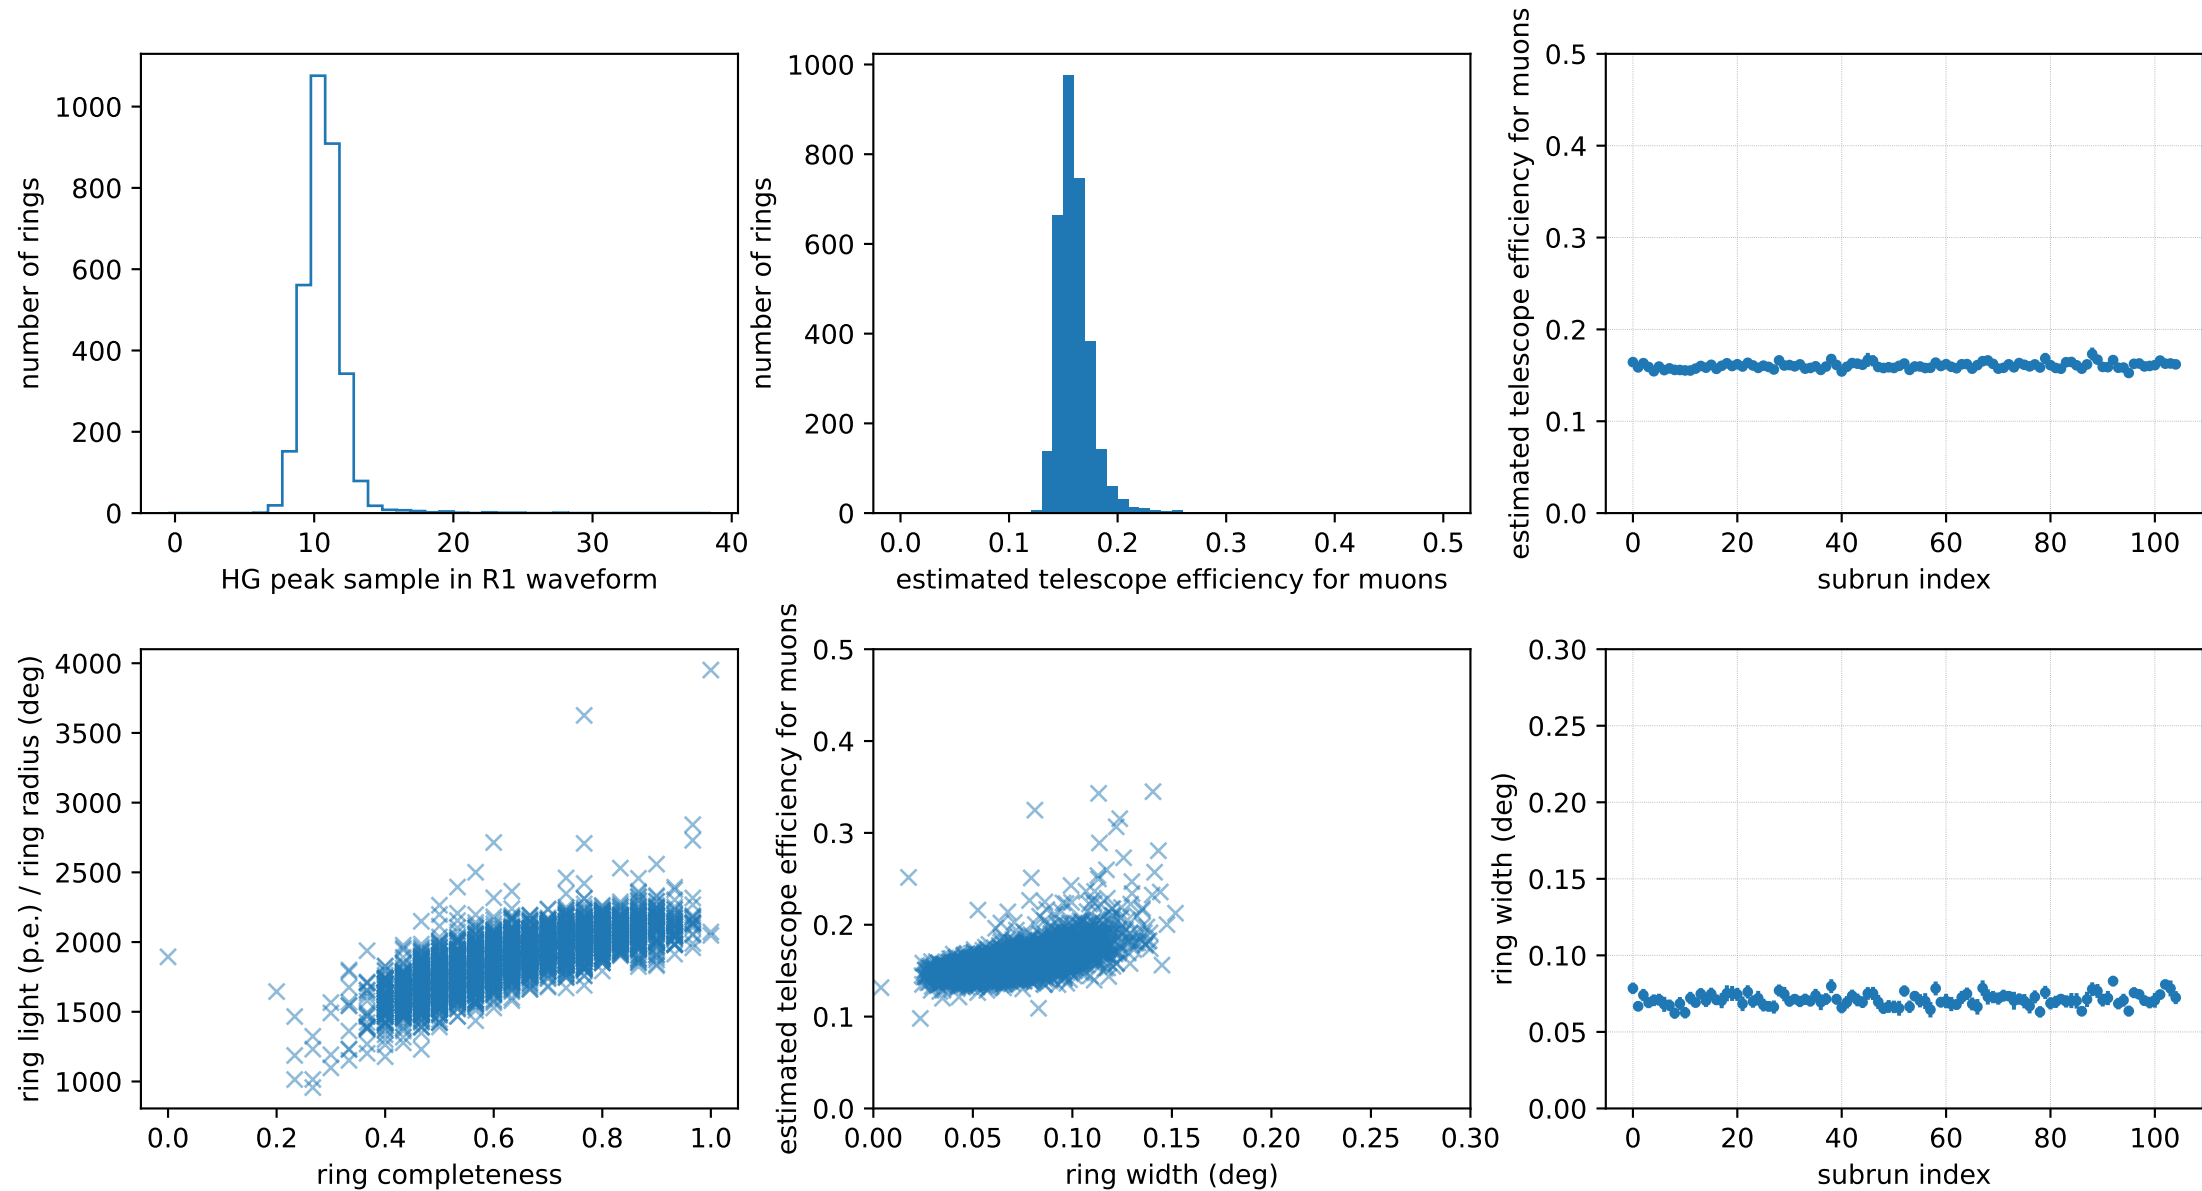 number of rings
1000
800
600
400
200
0
0 10 20 30 40
HG peak sample in R1 waveform
number of rings
1000
800
600
400
200
0
0.0 0.1 0.2 0.3 0.4 0.5
estimated telescope efficiency for muons
estimated telescope efficiency for muons
0.5
0.4
0.3
0.2
0.1
0.0
0 20 40 60 80 100
subrun index
ring light (p.e.) / ring radius (deg)
4000
3500
3000
2500
2000
1500
1000
0.0 0.2 0.4 0.6 0.8 1.0
ring completeness
estimated telescope efficiency for muons
0.5
0.4
0.3
0.2
0.1
0.0
0.00 0.05 0.10 0.15 0.20 0.25 0.30
ring width (deg)
ring width (deg)
0.30
0.25
0.20
0.15
0.10
0.05
0.00
0 20 40 60 80 100
subrun index